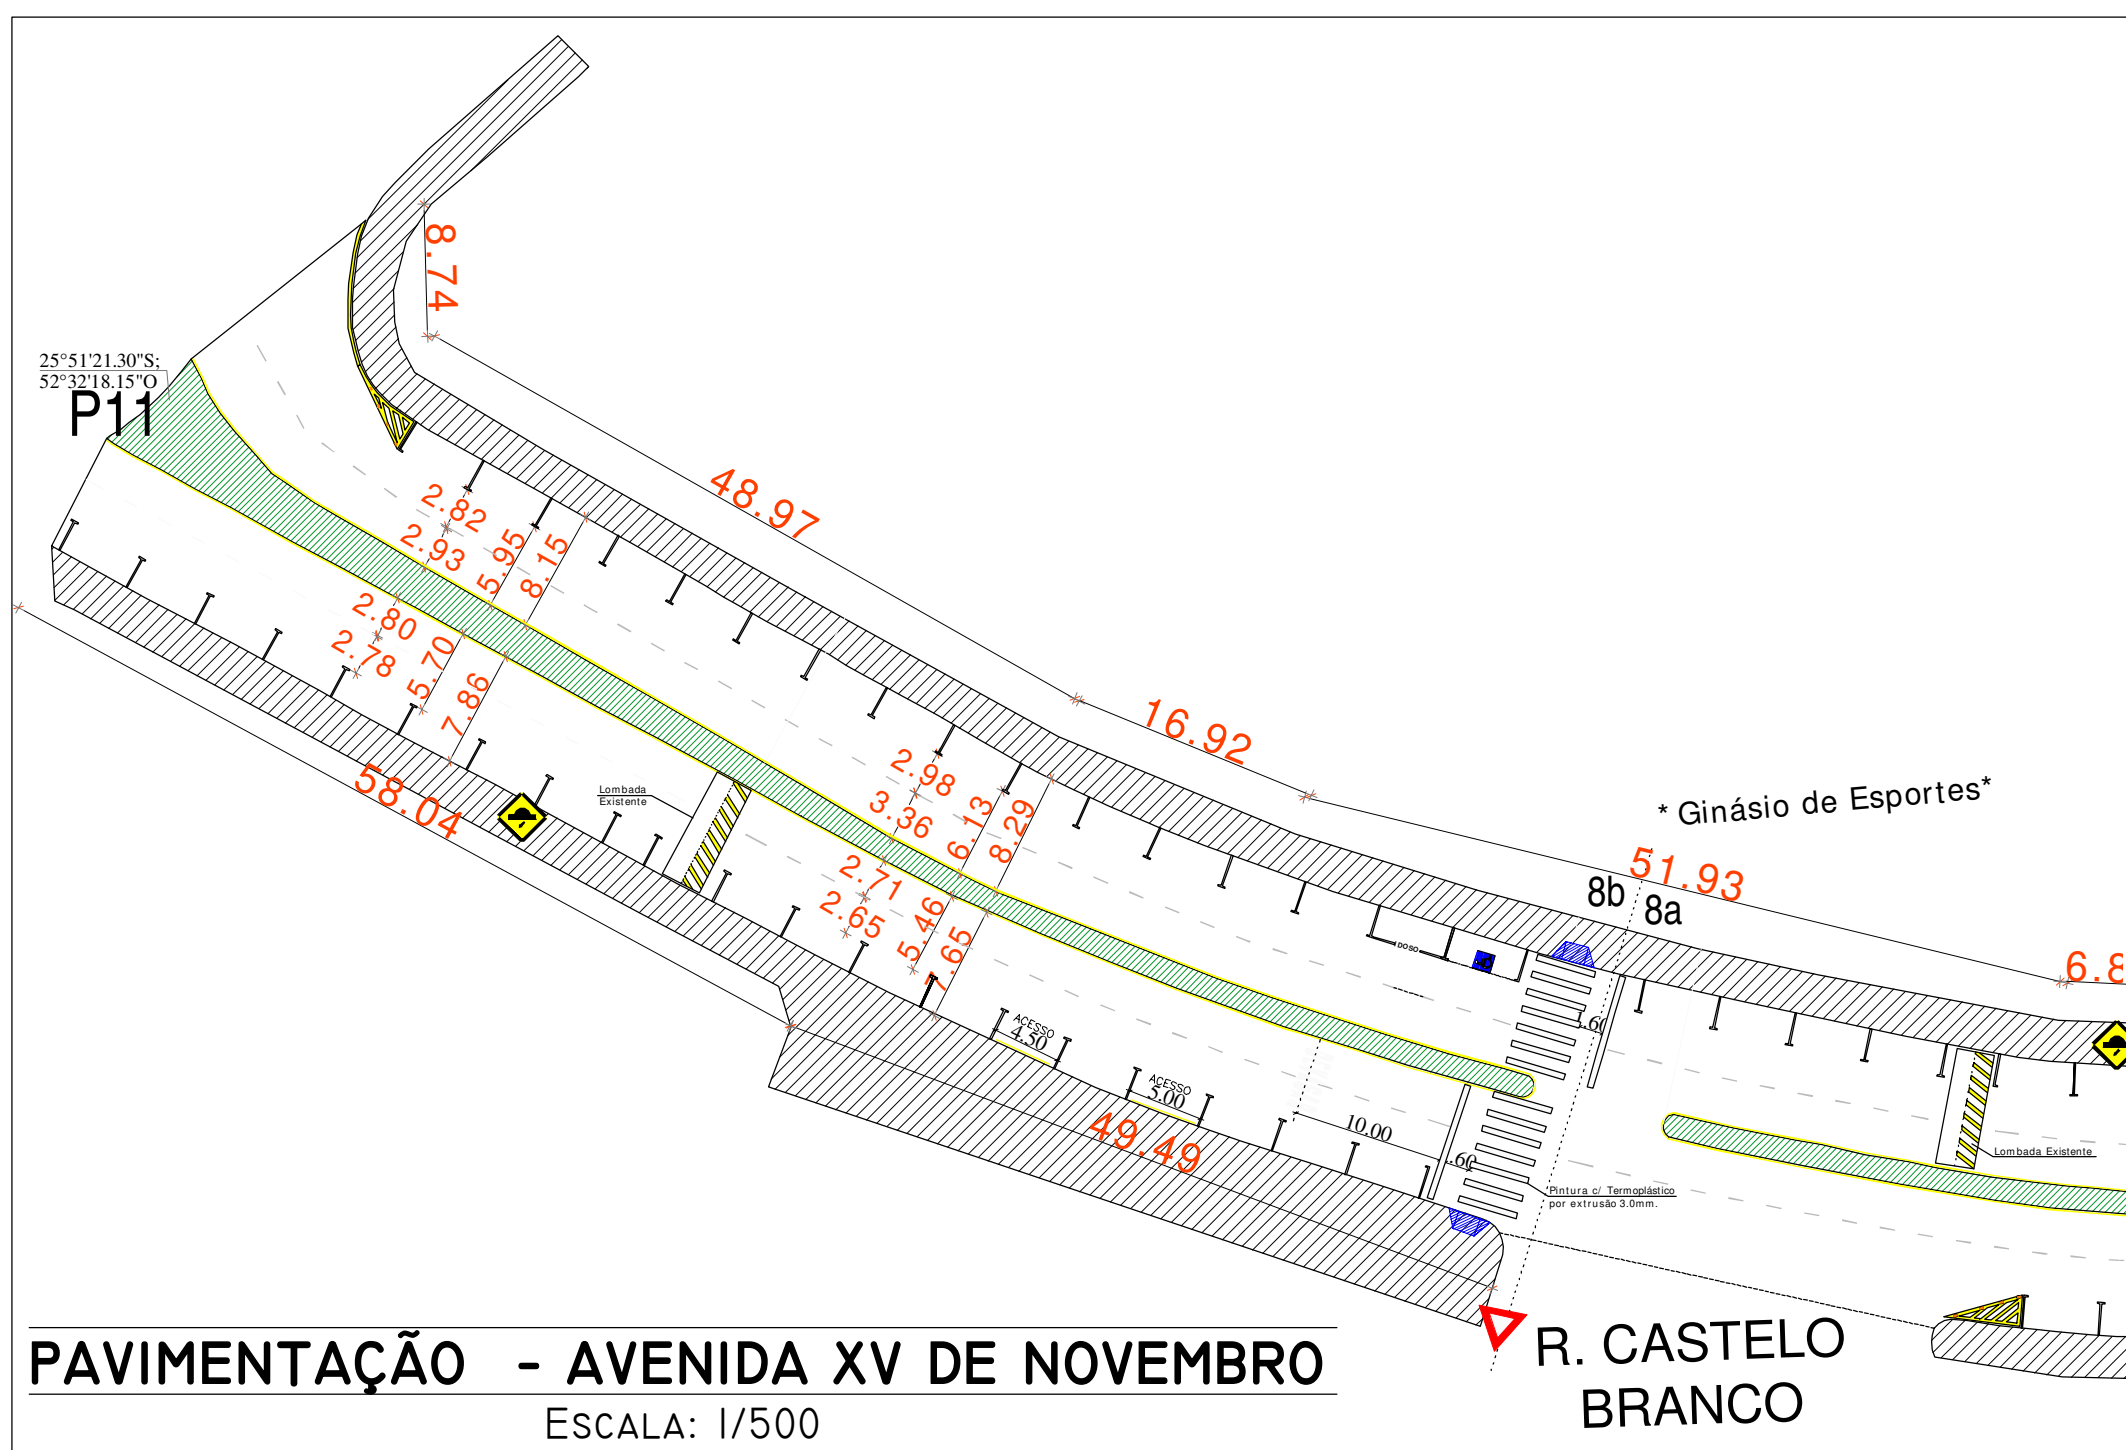 8.74
25°51'21.30"S;
52°32'18.15"O
P11
48.97
2.82
2.93
5.95
8.15
2.80
2.78
5.70
7.86
58.04
Lombada
Existente
16.92
2.98
3.36
6.13
8.29
2.71
2.65
5.46
7.65
* Ginásio de Esportes*
51.93
8b
8a
6.8
IDOSO
ACESSO
4.50
ACESSO
5.00
49.49
10.00
.60
1.60
Lombada Existente
Pintura c/ Termoplástico
por extrusão 3.0mm.
R. CASTELO
BRANCO
PAVIMENTAÇÃO - AVENIDA XV DE NOVEMBRO
ESCALA: 1/500